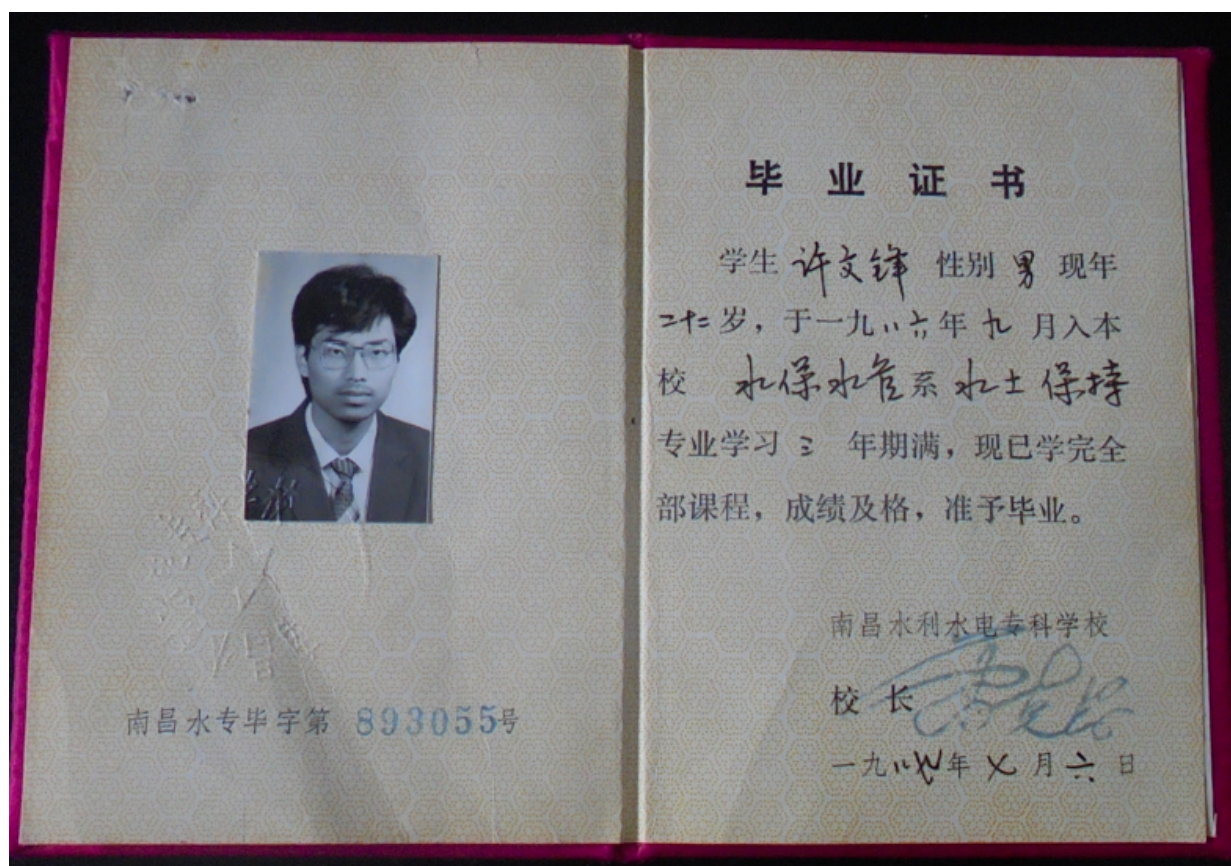 南昌水专毕字第 893055号
毕业证书
学生 许文锋 性别 男 现年
二十二岁，于一九八六年九月入本
校 水保水管系 水土保持
专业学习 三 年期满，现已学完全
部课程，成绩及格，准予毕业。
南昌水利水电专科学校
校长
一九八九年七月六日